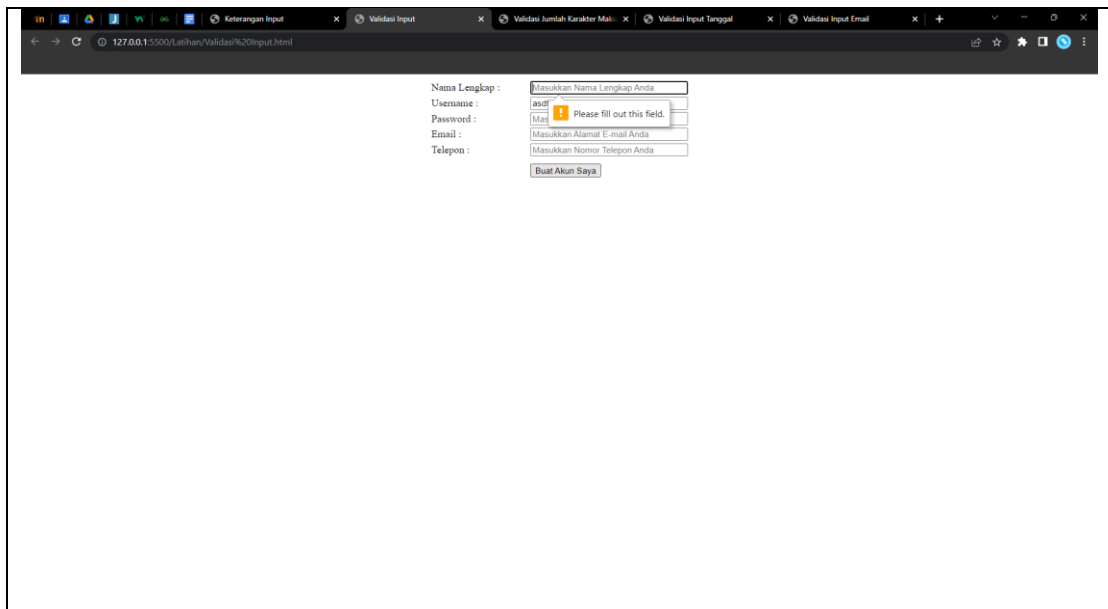 Keterangan Input
Validasi Input
Validasi Jumlah Karakter Maks
Validasi Input Tanggal
Validasi Input Email
127.0.0.1:5500/Latihan/Validasi%20Input.html
Nama Lengkap : Masukkan Nama Lengkap Anda
Username :
Please fill out this field.
Password :
Email : Masukkan Alamat E-mail Anda
Telepon : Masukkan Nomor Telepon Anda
Buat Akun Saya